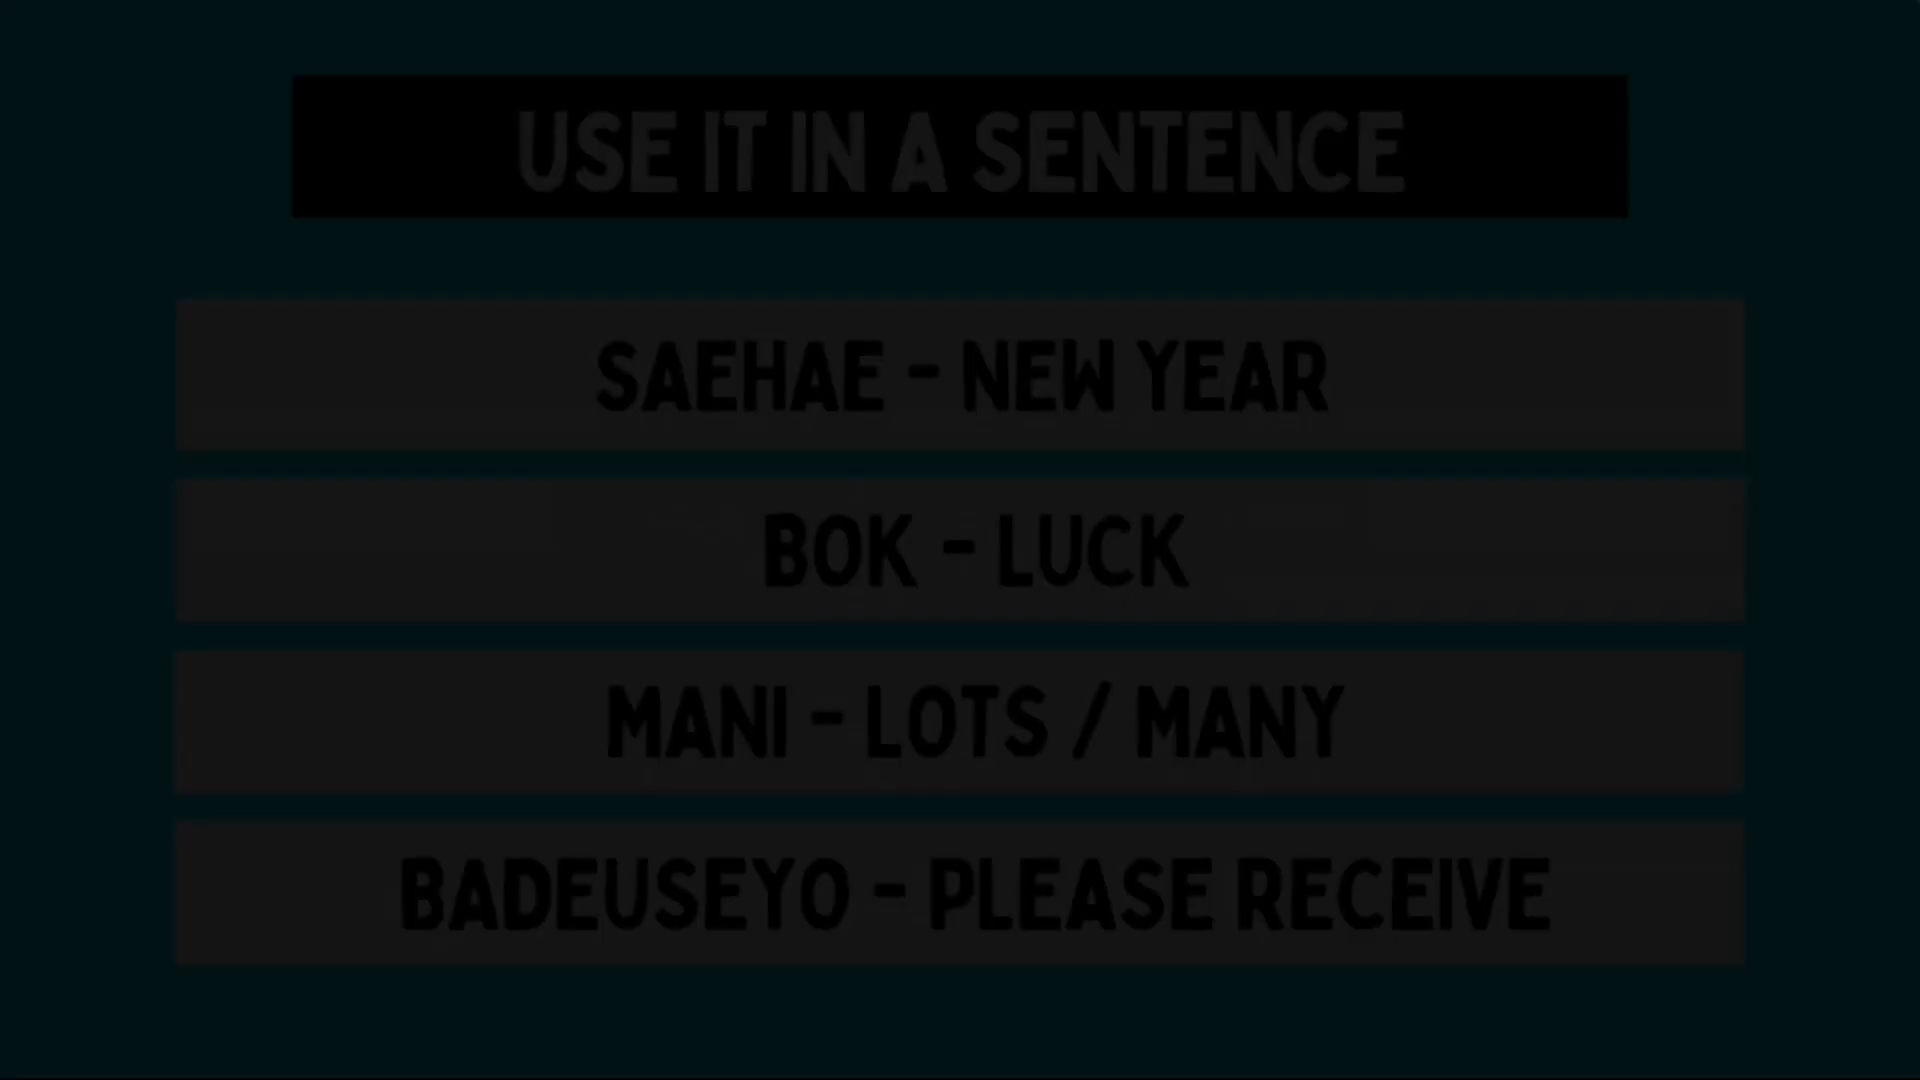 USE IT IN A SENTENCE
SAEHAE - NEW YEAR
BOK - LUCK
MANI - LOTS / MANY
BADEUSEYO - PLEASE RECEIVE